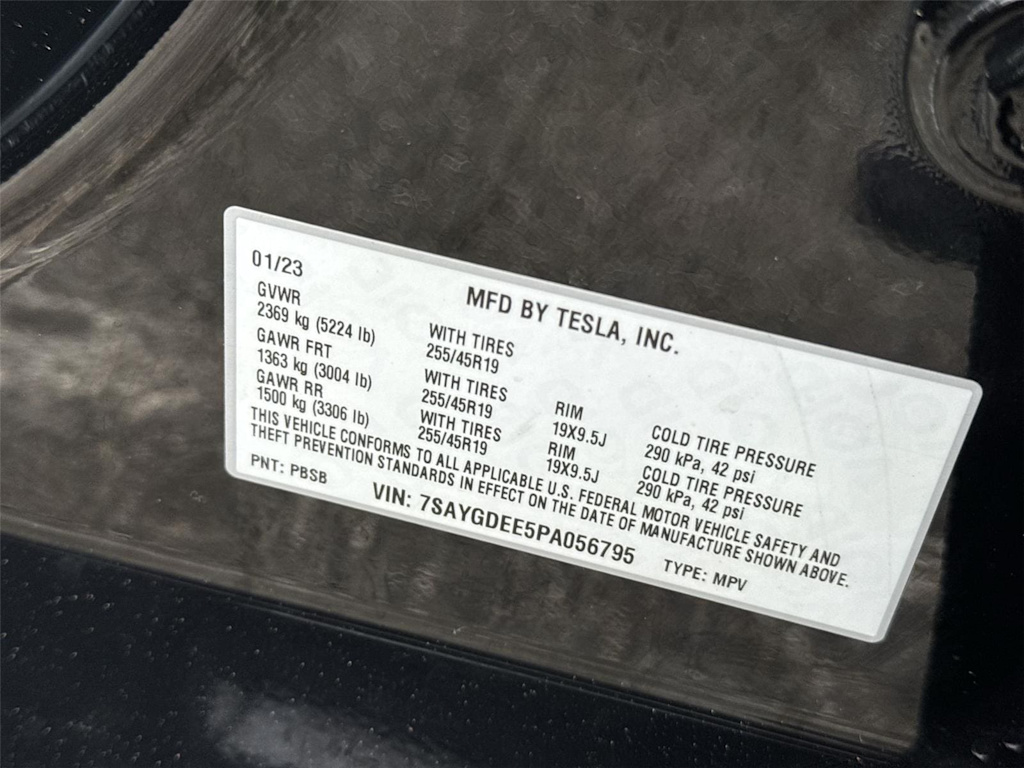 01/23
MFD BY TESLA, INC.
GVWR
2369 kg (5224 lb)
WITH TIRES
255/45R19
GAWR FRT
1363 kg (3004 lb)
WITH TIRES
255/45R19
RIM
19X9.5J
COLD TIRE PRESSURE
290 kPa, 42 psi
GAWR RR
1500 kg (3306 lb)
WITH TIRES
255/45R19
RIM
19X9.5J
COLD TIRE PRESSURE
290 kPa, 42 psi
THIS VEHICLE CONFORMS TO ALL APPLICABLE U.S. FEDERAL MOTOR VEHICLE SAFETY AND
THEFT PREVENTION STANDARDS IN EFFECT ON THE DATE OF MANUFACTURE SHOWN ABOVE.
PNT: PBSB
VIN: 7SAYGDEE5PA056795
TYPE: MPV